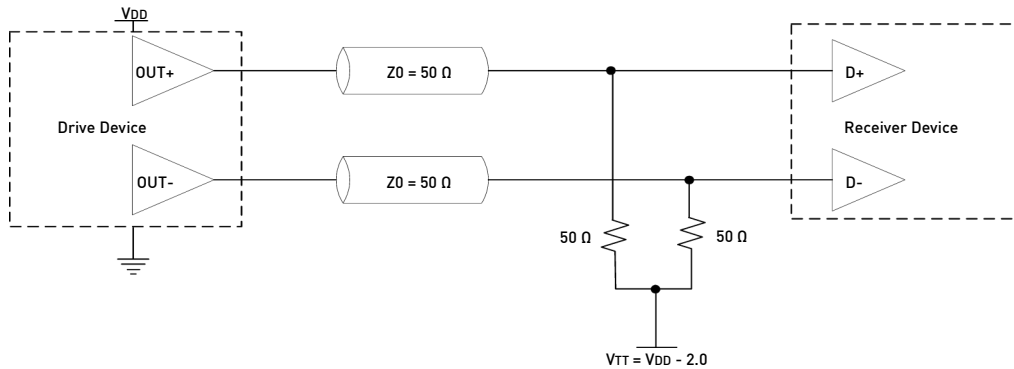 VDD
OUT+
Z0 = 50 Ω
D+
Drive Device
Receiver Device
OUT-
Z0 = 50 Ω
D-
50 Ω
50 Ω
VTT = VDD - 2.0